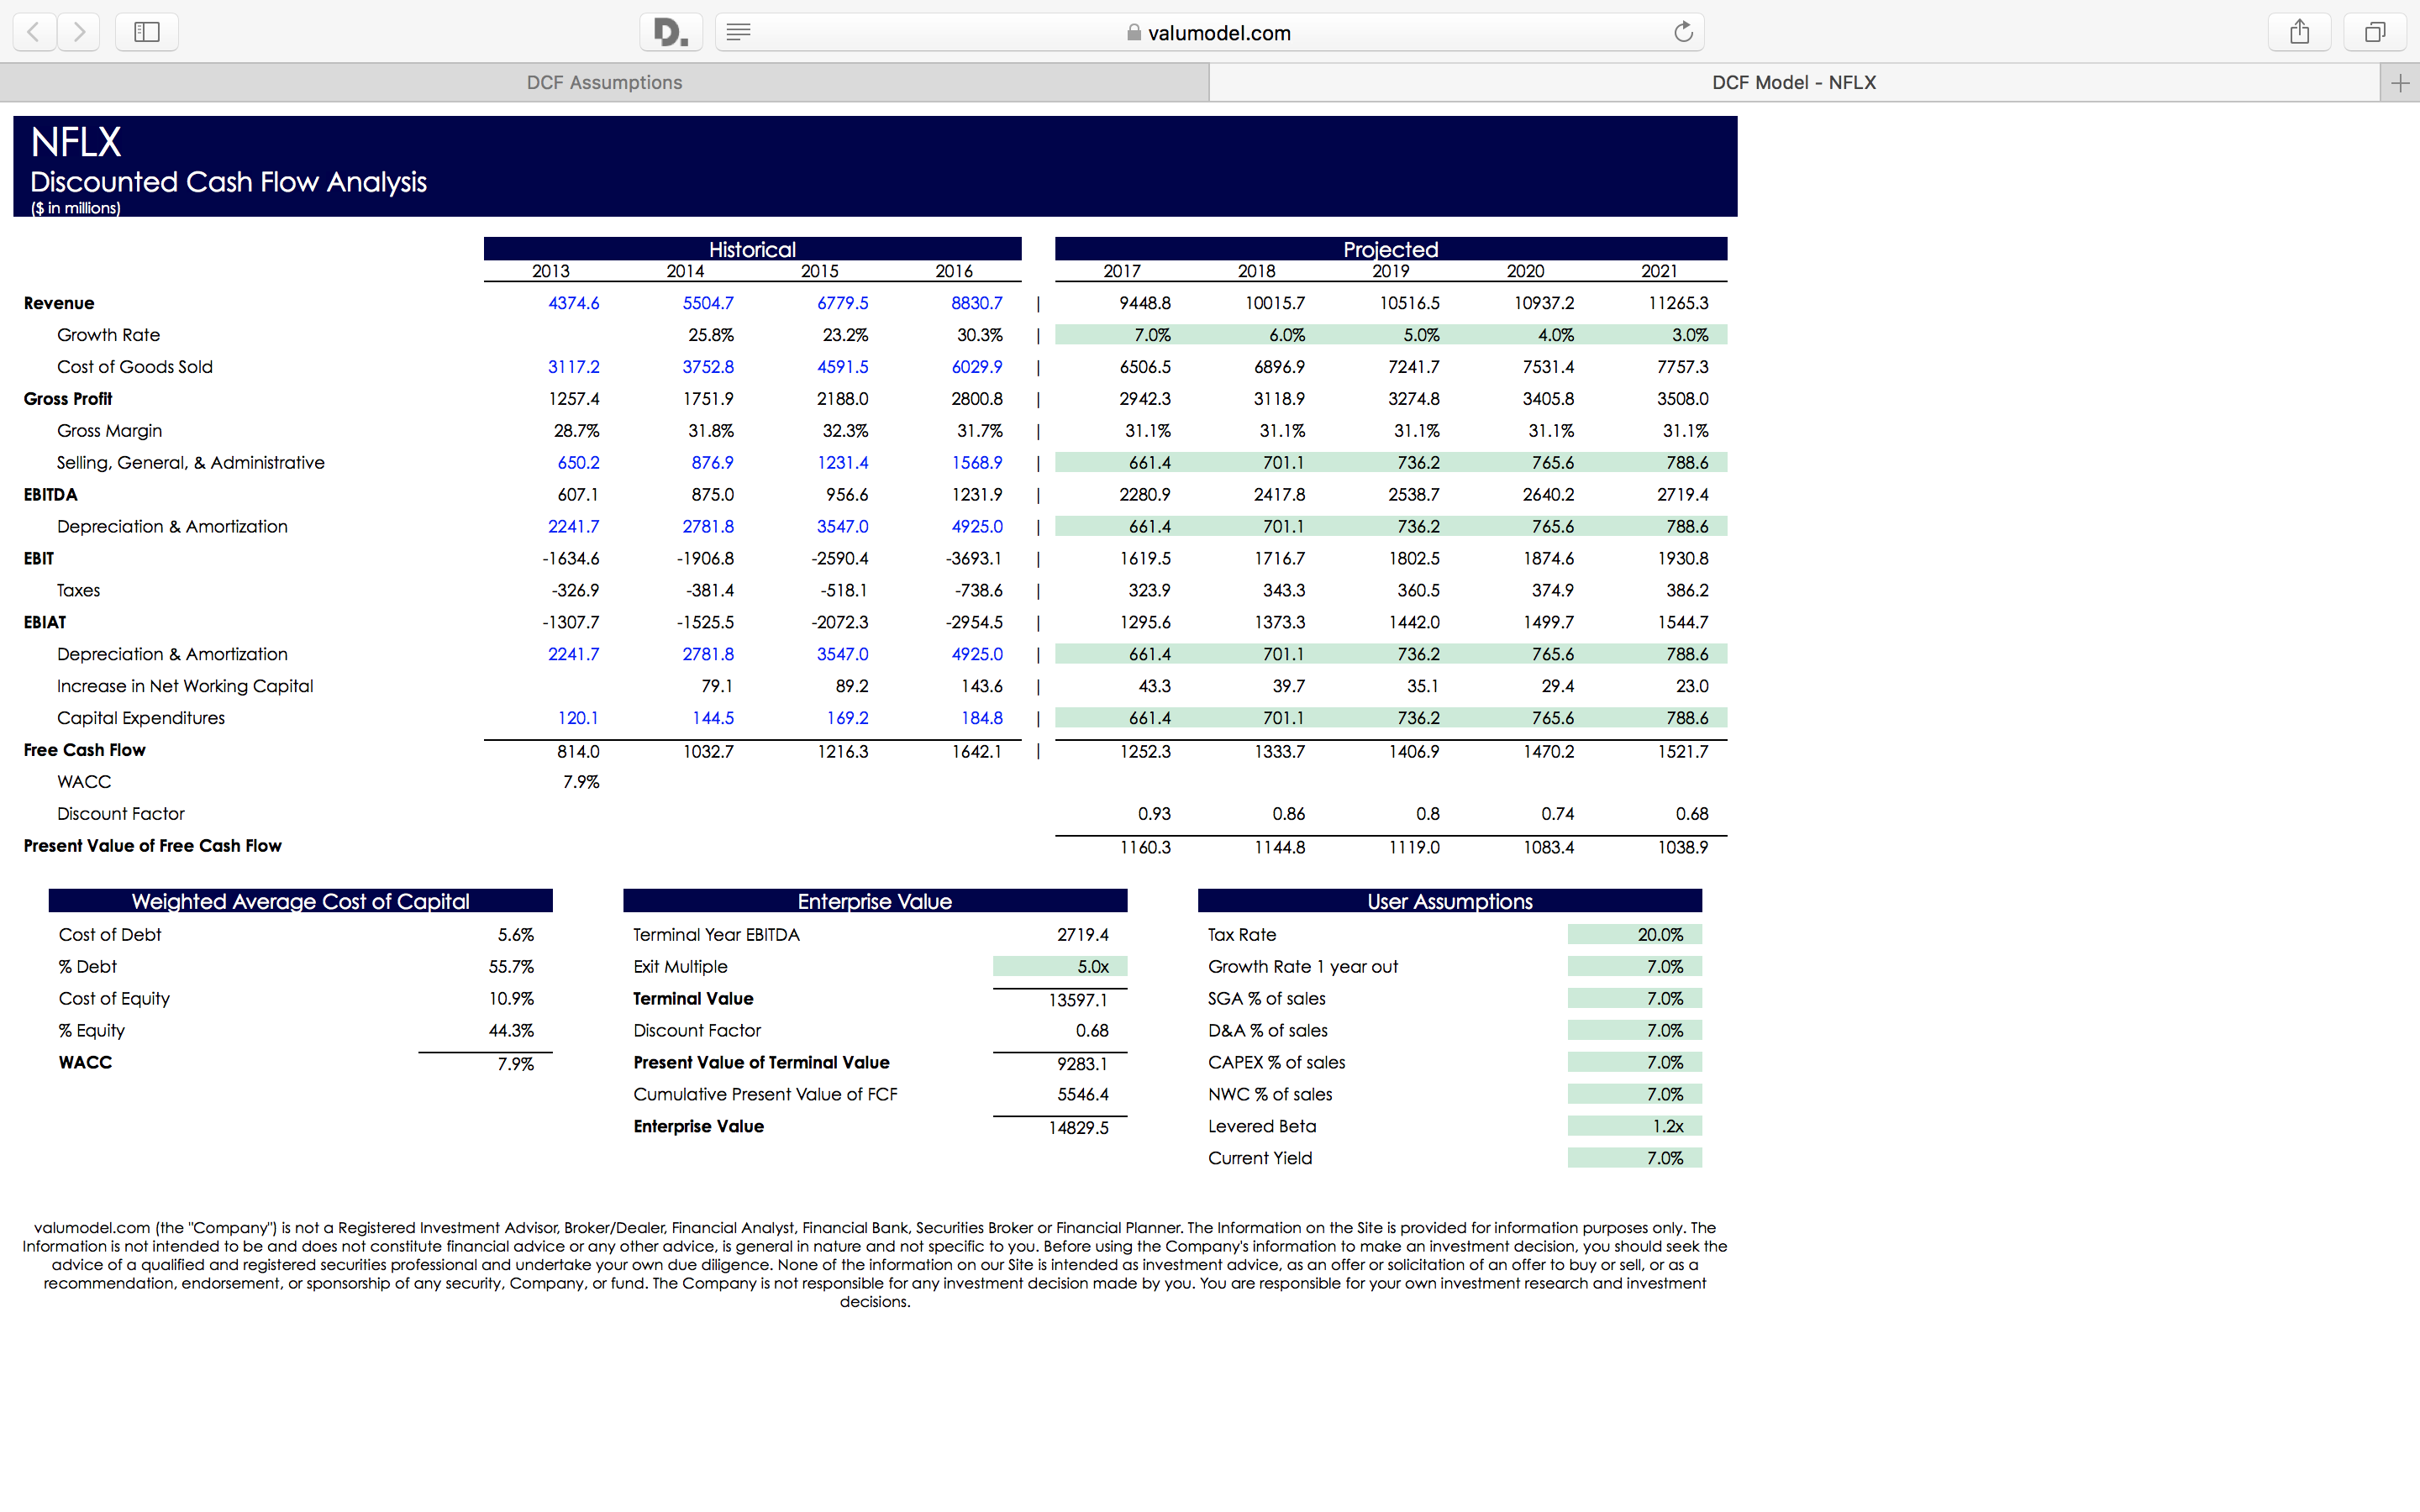 D.
valumodel.com
DCF Assumptions DCF Model - NFLX
NFLX
Discounted Cash Flow Analysis
($ in millions)
Historical Projected
2013 2014 2015 2016 2017 2018 2019 2020 2021
Revenue 4374.6 5504.7 6779.5 8830.7 | 9448.8 10015.7 10516.5 10937.2 11265.3
Growth Rate 25.8% 23.2% 30.3% | 7.0% 6.0% 5.0% 4.0% 3.0%
Cost of Goods Sold 3117.2 3752.8 4591.5 6029.9 | 6506.5 6896.9 7241.7 7531.4 7757.3
Gross Profit 1257.4 1751.9 2188.0 2800.8 | 2942.3 3118.9 3274.8 3405.8 3508.0
Gross Margin 28.7% 31.8% 32.3% 31.7% | 31.1% 31.1% 31.1% 31.1% 31.1%
Selling, General, & Administrative 650.2 876.9 1231.4 1568.9 | 661.4 701.1 736.2 765.6 788.6
EBITDA 607.1 875.0 956.6 1231.9 | 2280.9 2417.8 2538.7 2640.2 2719.4
Depreciation & Amortization 2241.7 2781.8 3547.0 4925.0 | 661.4 701.1 736.2 765.6 788.6
EBIT -1634.6 -1906.8 -2590.4 -3693.1 | 1619.5 1716.7 1802.5 1874.6 1930.8
Taxes -326.9 -381.4 -518.1 -738.6 | 323.9 343.3 360.5 374.9 386.2
EBIAT -1307.7 -1525.5 -2072.3 -2954.5 | 1295.6 1373.3 1442.0 1499.7 1544.7
Depreciation & Amortization 2241.7 2781.8 3547.0 4925.0 | 661.4 701.1 736.2 765.6 788.6
Increase in Net Working Capital 79.1 89.2 143.6 | 43.3 39.7 35.1 29.4 23.0
Capital Expenditures 120.1 144.5 169.2 184.8 | 661.4 701.1 736.2 765.6 788.6
Free Cash Flow 814.0 1032.7 1216.3 1642.1 | 1252.3 1333.7 1406.9 1470.2 1521.7
WACC 7.9%
Discount Factor 0.93 0.86 0.8 0.74 0.68
Present Value of Free Cash Flow 1160.3 1144.8 1119.0 1083.4 1038.9
Weighted Average Cost of Capital
Cost of Debt 5.6%
% Debt 55.7%
Cost of Equity 10.9%
% Equity 44.3%
WACC 7.9%
Enterprise Value
Terminal Year EBITDA 2719.4
Exit Multiple 5.0x
Terminal Value 13597.1
Discount Factor 0.68
Present Value of Terminal Value 9283.1
Cumulative Present Value of FCF 5546.4
Enterprise Value 14829.5
User Assumptions
Tax Rate 20.0%
Growth Rate 1 year out 7.0%
SGA % of sales 7.0%
D&A % of sales 7.0%
CAPEX % of sales 7.0%
NWC % of sales 7.0%
Levered Beta 1.2x
Current Yield 7.0%
valumodel.com (the "Company") is not a Registered Investment Advisor, Broker/Dealer, Financial Analyst, Financial Bank, Securities Broker or Financial Planner. The Information on the Site is provided for information purposes only. The
Information is not intended to be and does not constitute financial advice or any other advice, is general in nature and not specific to you. Before using the Company's information to make an investment decision, you should seek the
advice of a qualified and registered securities professional and undertake your own due diligence. None of the information on our Site is intended as investment advice, as an offer or solicitation of an offer to buy or sell, or as a
recommendation, endorsement, or sponsorship of any security, Company, or fund. The Company is not responsible for any investment decision made by you. You are responsible for your own investment research and investment
decisions.